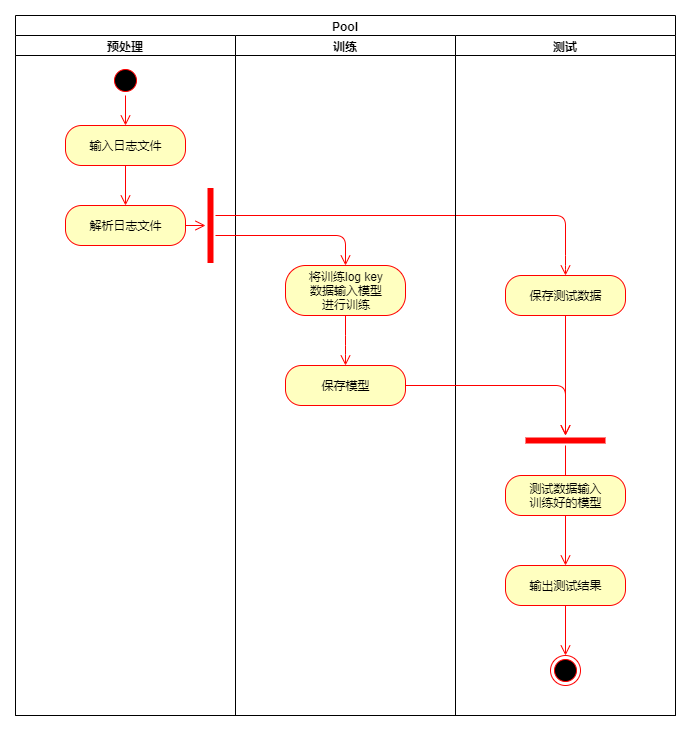 Pool
预处理
训练
测试
输入日志文件
解析日志文件
将训练log key
数据输入模型
进行训练
保存测试数据
保存模型
测试数据输入
训练好的模型
输出测试结果